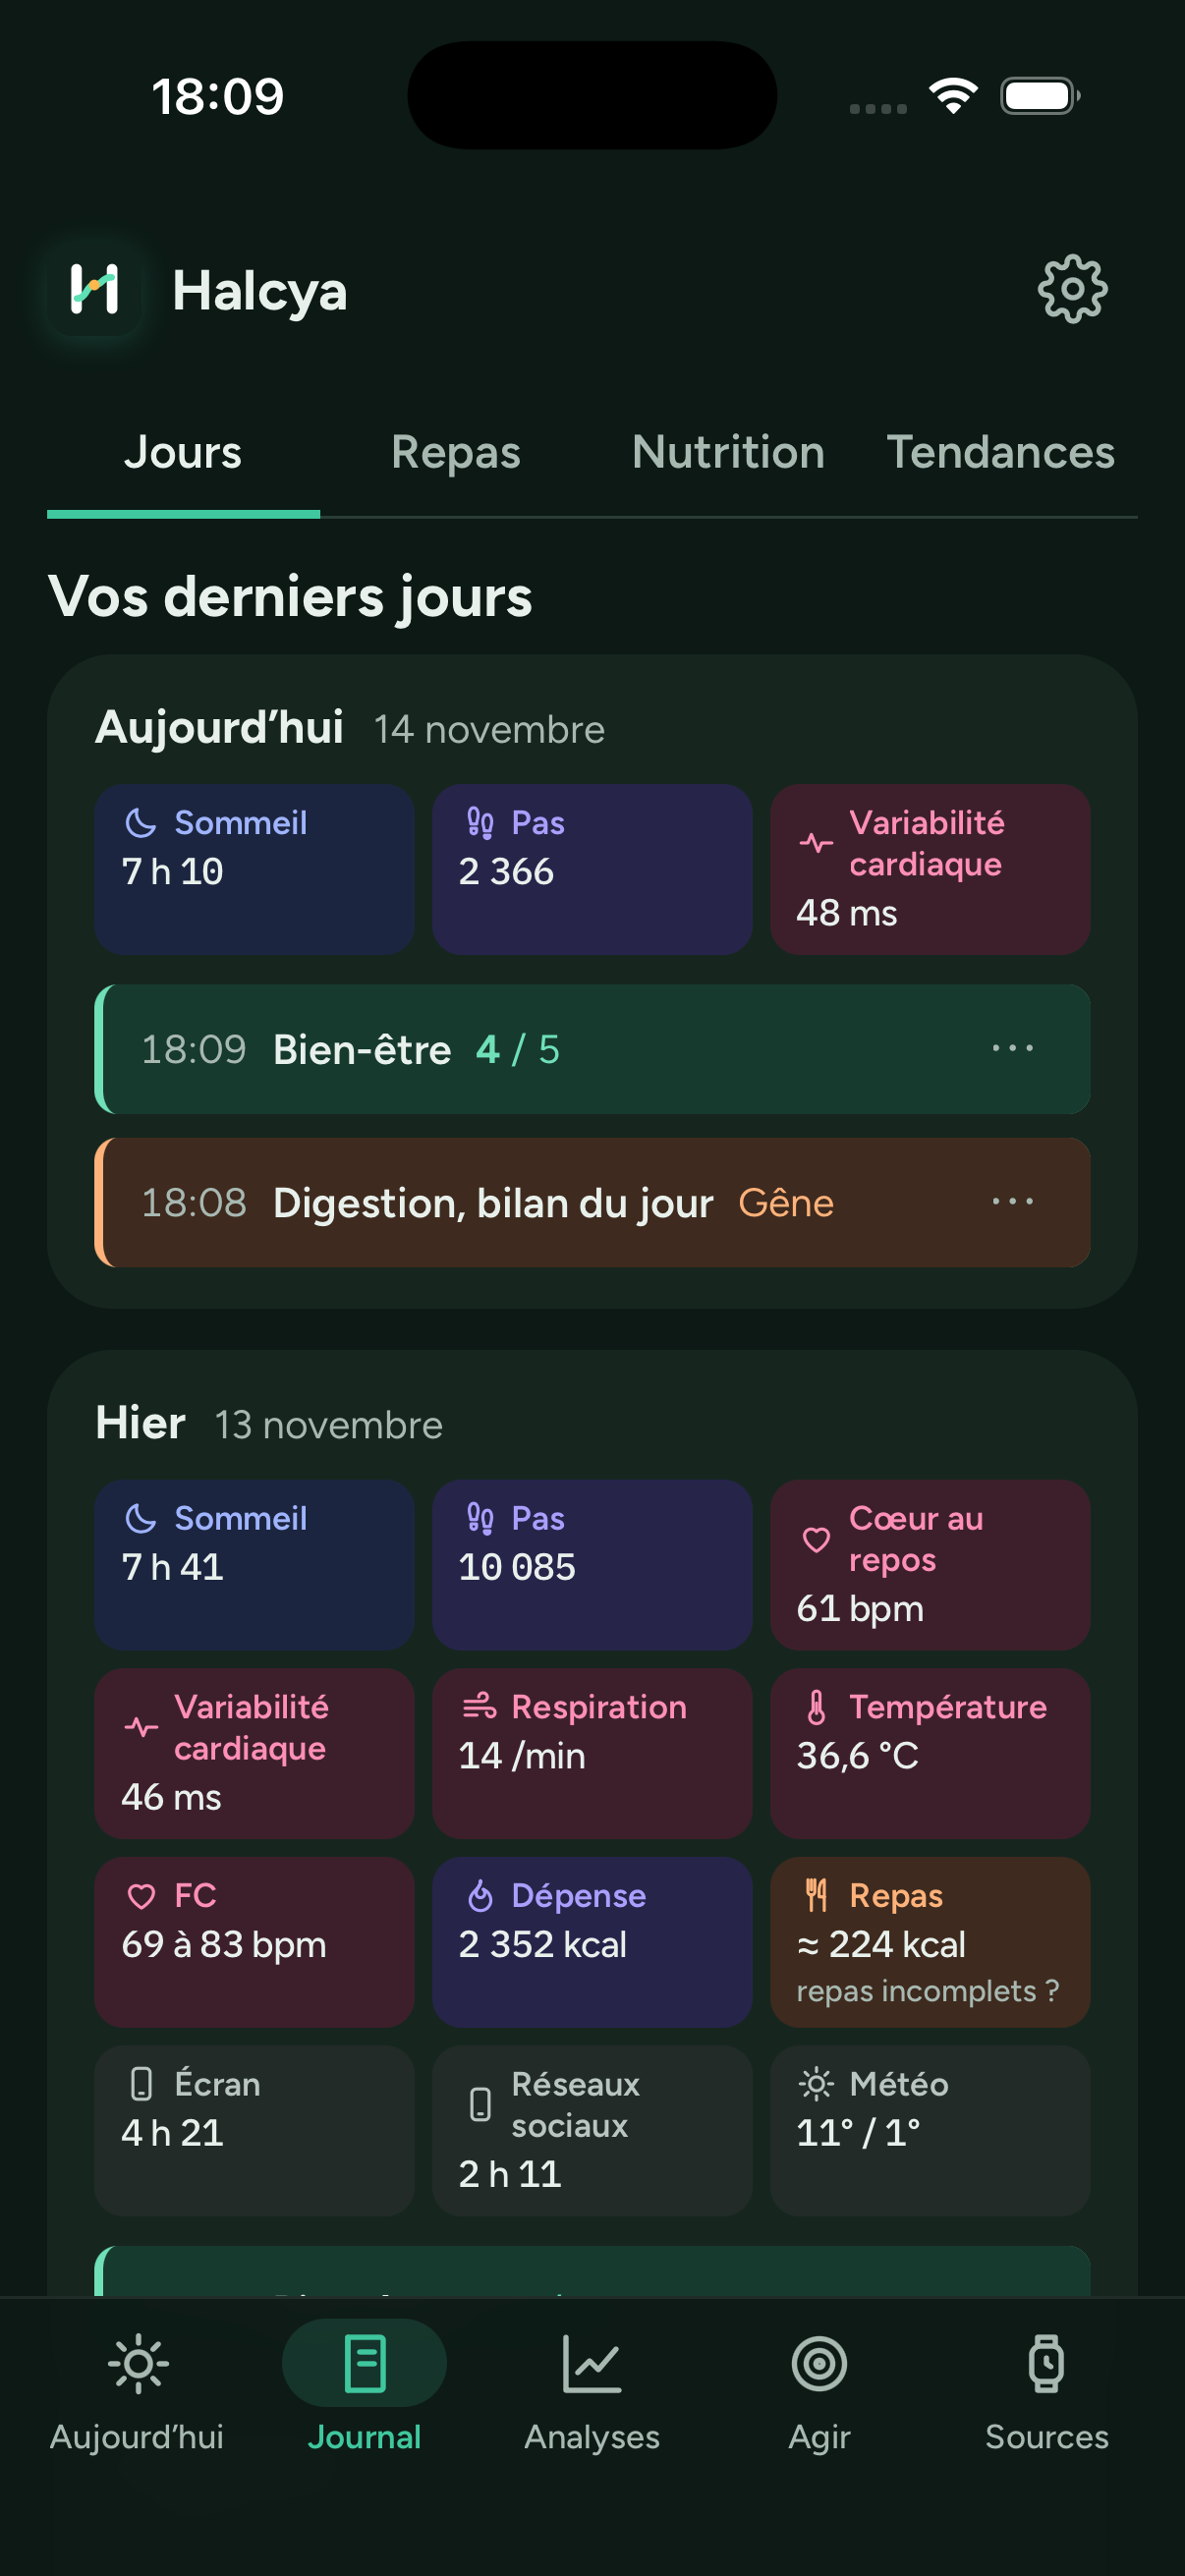 18:09
Halcya
Jours Repas Nutrition Tendances
Vos derniers jours
Aujourd’hui 14 novembre
Sommeil
7 h 10
Pas
2 366
Variabilité
cardiaque
48 ms
18:09 Bien-être 4 / 5 ...
18:08 Digestion, bilan du jour Gêne ...
Hier 13 novembre
Sommeil
7 h 41
Pas
10 085
Cœur au
repos
61 bpm
Variabilité
cardiaque
46 ms
Respiration
14 /min
Température
36,6 °C
FC
69 à 83 bpm
Dépense
2 352 kcal
Repas
≈ 224 kcal
repas incomplets ?
Écran
4 h 21
Réseaux
sociaux
2 h 11
Météo
11° / 1°
Aujourd’hui Journal Analyses Agir Sources